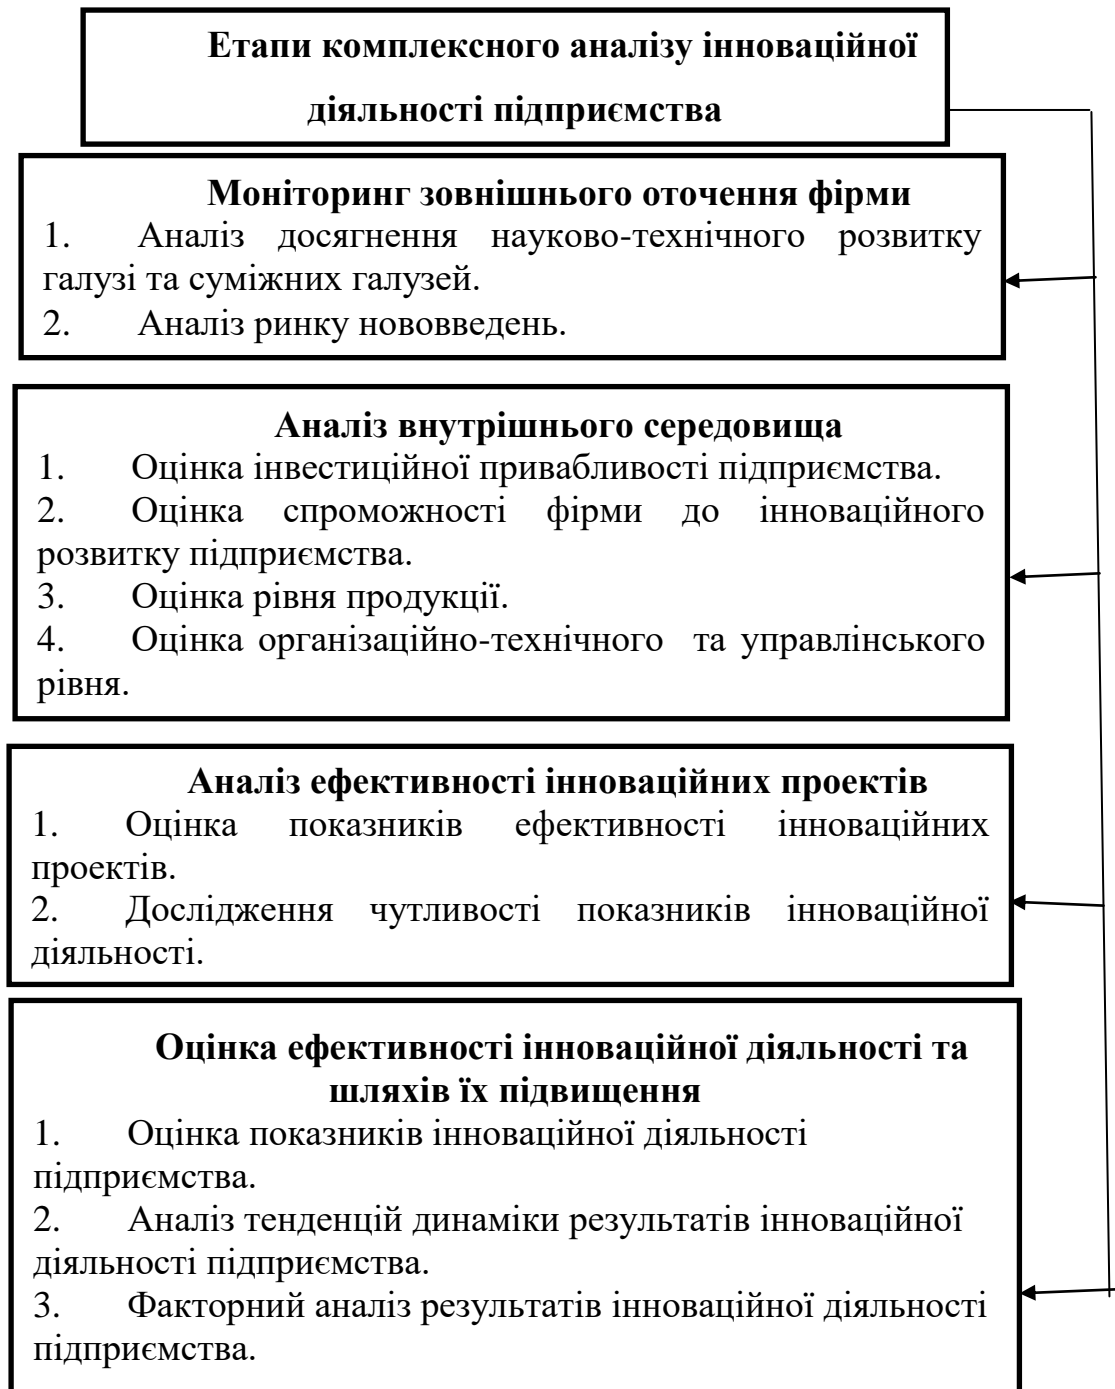 Етапи комплексного аналізу інноваційної
діяльності підприємства
Моніторинг зовнішнього оточення фірми
1. Аналіз досягнення науково-технічного розвитку
галузі та суміжних галузей.
2. Аналіз ринку нововведень.
Аналіз внутрішнього середовища
1. Оцінка інвестиційної привабливості підприємства.
2. Оцінка спроможності фірми до інноваційного
розвитку підприємства.
3. Оцінка рівня продукції.
4. Оцінка організаційно-технічного та управлінського
рівня.
Аналіз ефективності інноваційних проектів
1. Оцінка показників ефективності інноваційних
проектів.
2. Дослідження чутливості показників інноваційної
діяльності.
Оцінка ефективності інноваційної діяльності та
шляхів їх підвищення
1. Оцінка показників інноваційної діяльності
підприємства.
2. Аналіз тенденцій динаміки результатів інноваційної
діяльності підприємства.
3. Факторний аналіз результатів інноваційної діяльності
підприємства.